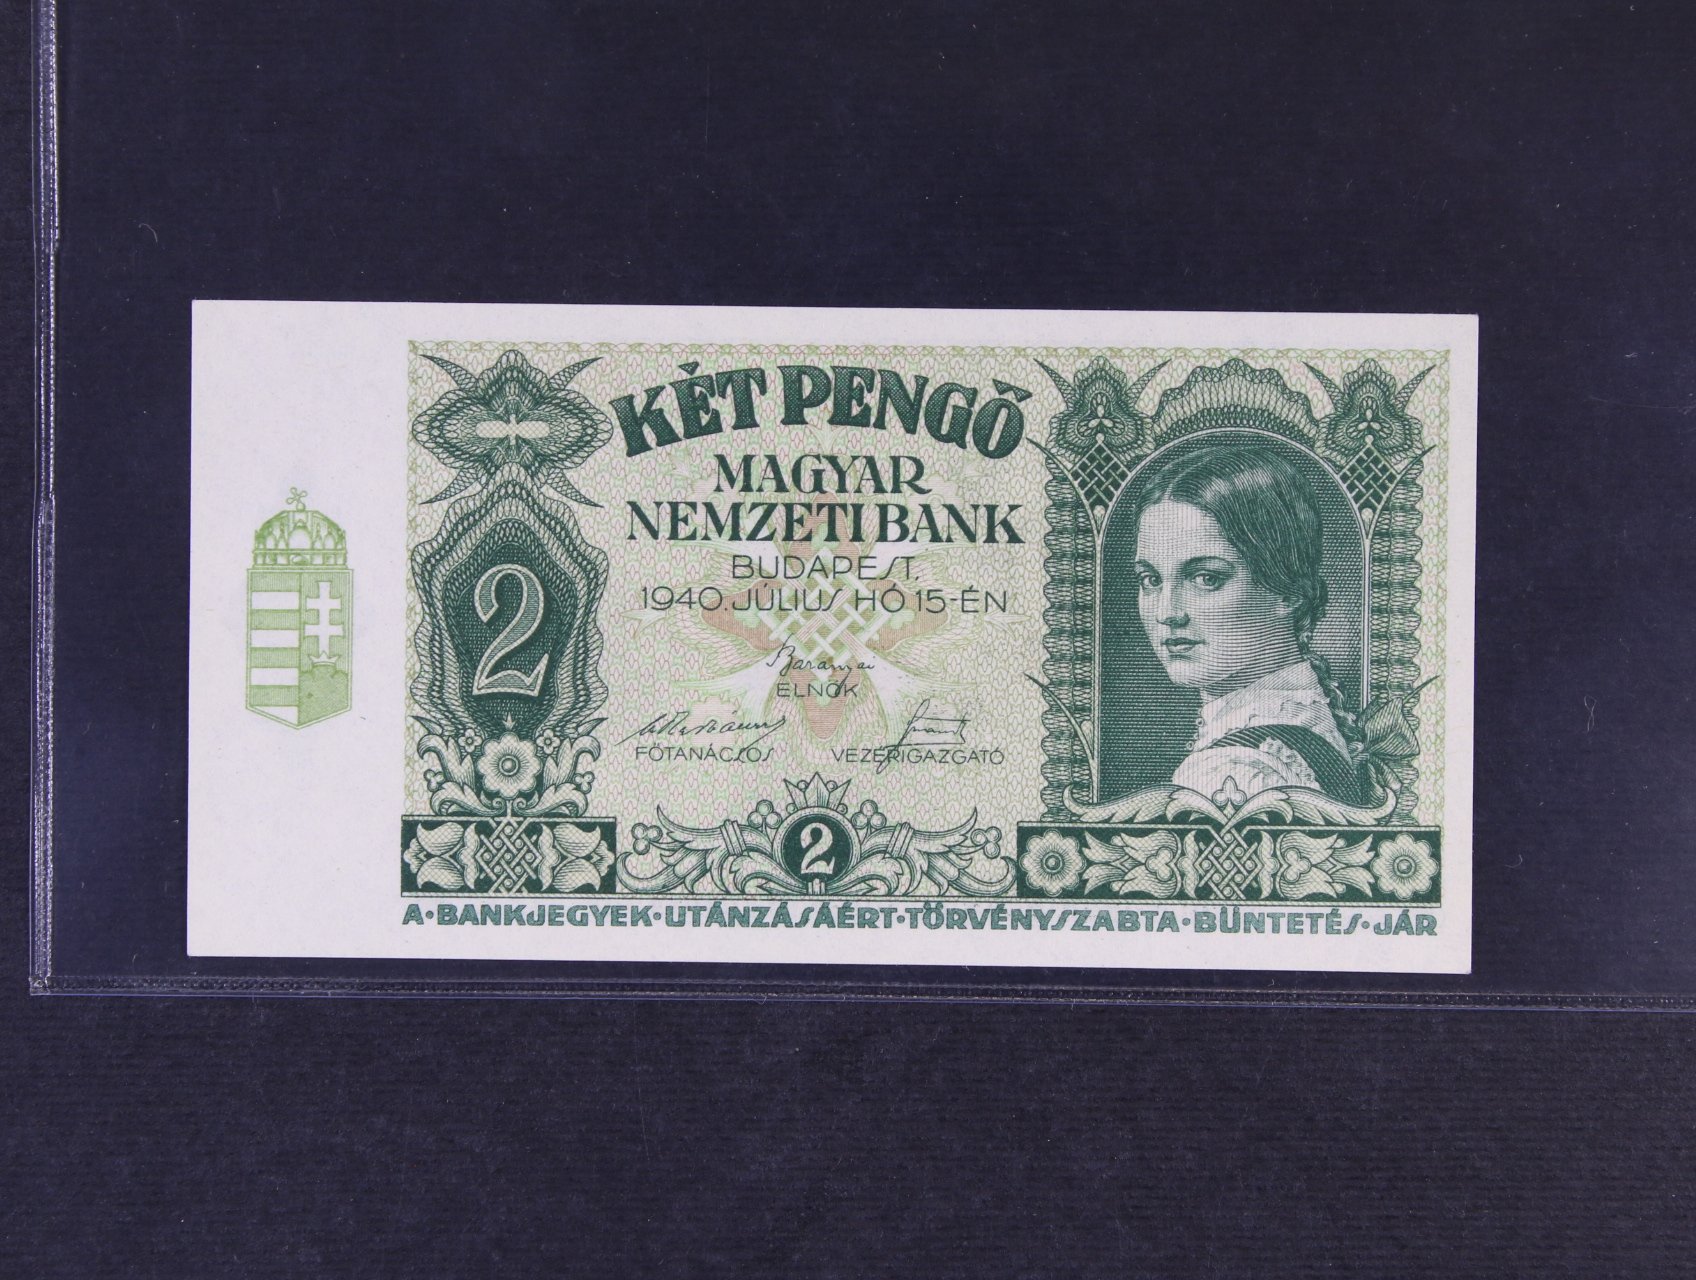 KÉT PENGŐ
MAGYAR
NEMZETI BANK
BUDAPEST,
1940. JÚLIUS HÓ 15-ÉN
2
Baranyai
ELNÖK
FŐTANÁCSOS VEZÉRIGAZGATÓ
2
A·BANKJEGYEK·UTÁNZÁSÁÉRT·TÖRVÉNYSZABTA·BÜNTETÉS·JÁR